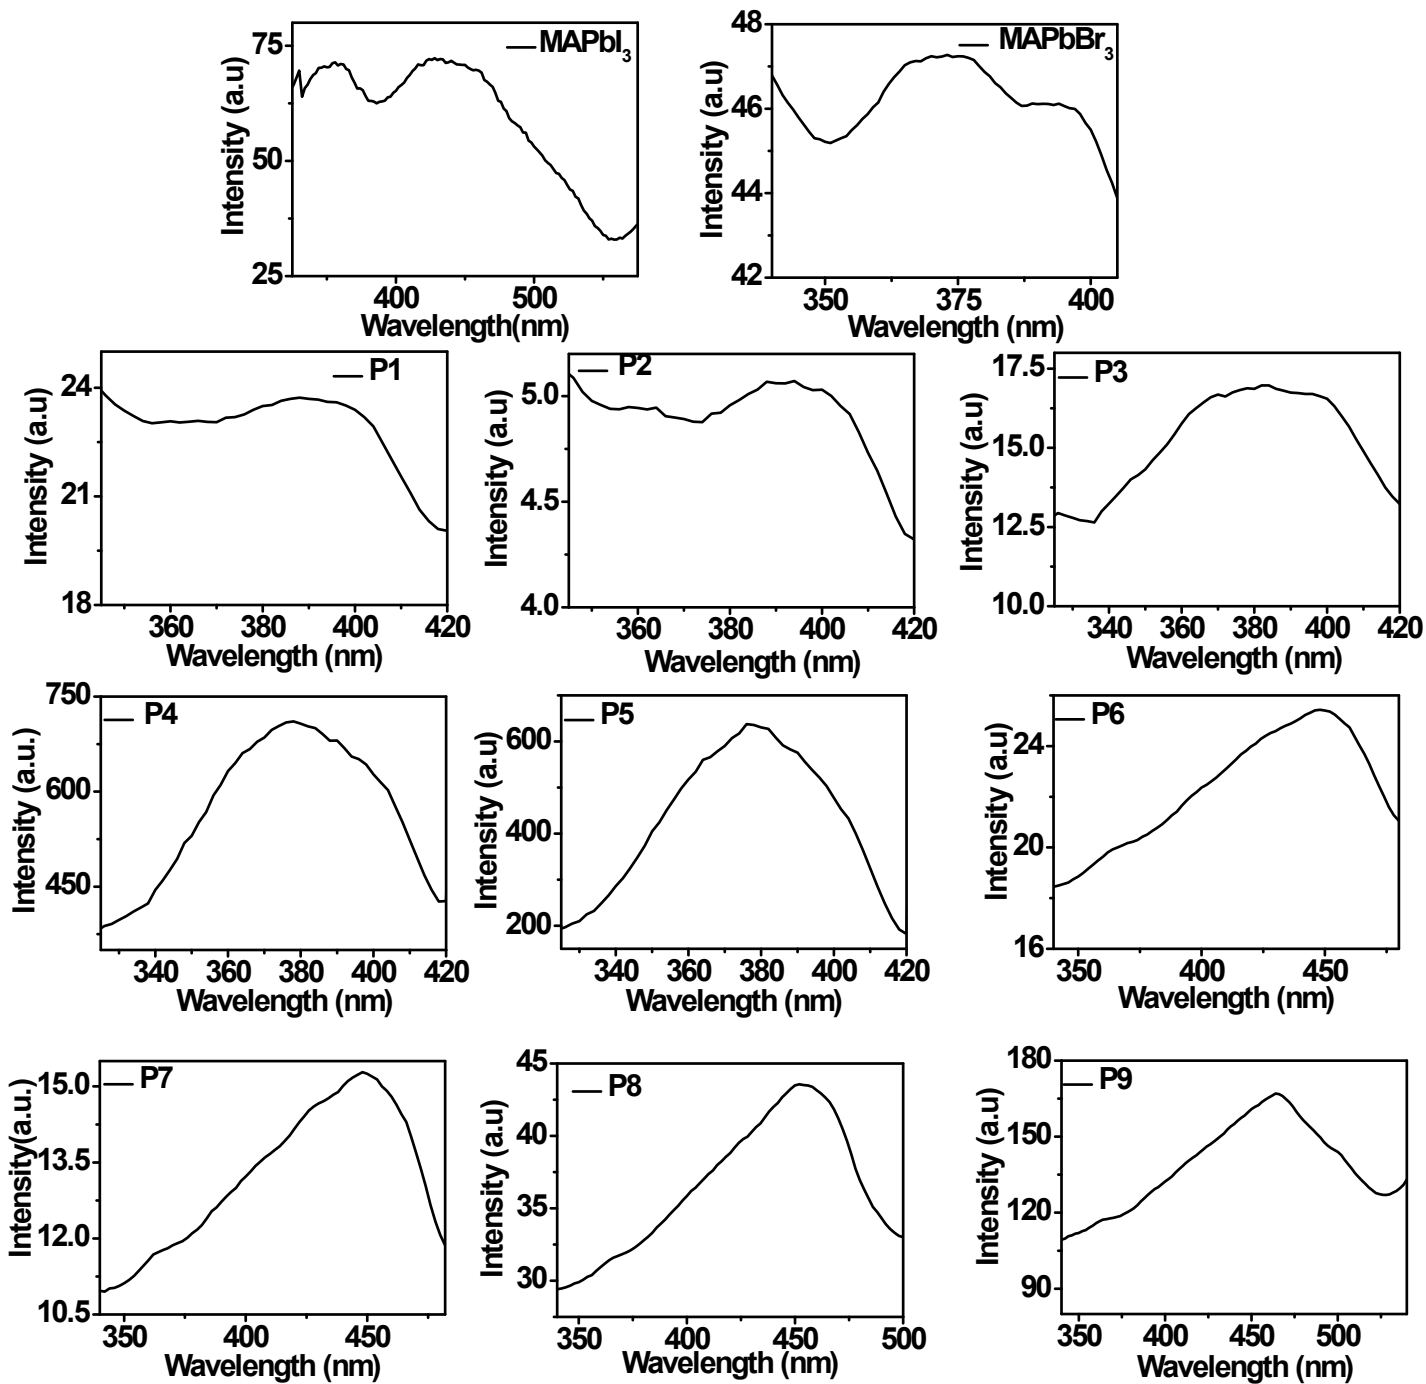 MAPbI3
75
50
25
400 500
Intensity (a.u)
Wavelength(nm)
MAPbBr3
48
46
44
42
350 375 400
Intensity (a.u)
Wavelength (nm)
P1
24
21
18
360 380 400 420
Intensity (a.u)
Wavelength (nm)
P2
5.0
4.5
4.0
360 380 400 420
Intensity (a.u)
Wavelength (nm)
P3
17.5
15.0
12.5
10.0
340 360 380 400 420
Intensity (a.u)
Wavelength (nm)
P4
750
600
450
340 360 380 400 420
Intensity (a.u.)
Wavelength (nm)
P5
600
400
200
340 360 380 400 420
Intensity (a.u)
Wavelength (nm)
P6
24
20
16
350 400 450
Intensity (a.u)
Wavelength (nm)
P7
15.0
13.5
12.0
10.5
350 400 450
Intensity(a.u.)
Wavelength (nm)
P8
45
40
35
30
350 400 450 500
Intensity (a.u)
Wavelength (nm)
P9
180
150
120
90
350 400 450 500
Intensity (a.u)
Wavelength (nm)